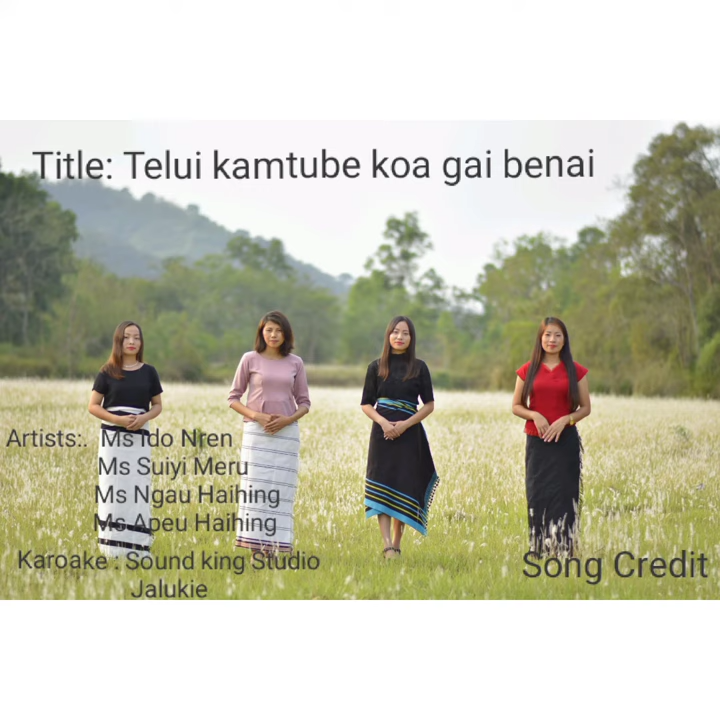 Title: Telui kamtube koa gai benai
Artists:. Ms Ido Nren
Ms Suiyi Meru
Ms Ngau Haihing
Ms Apeu Haihing
Karoake : Sound king Studio
Jalukie
Song Credit